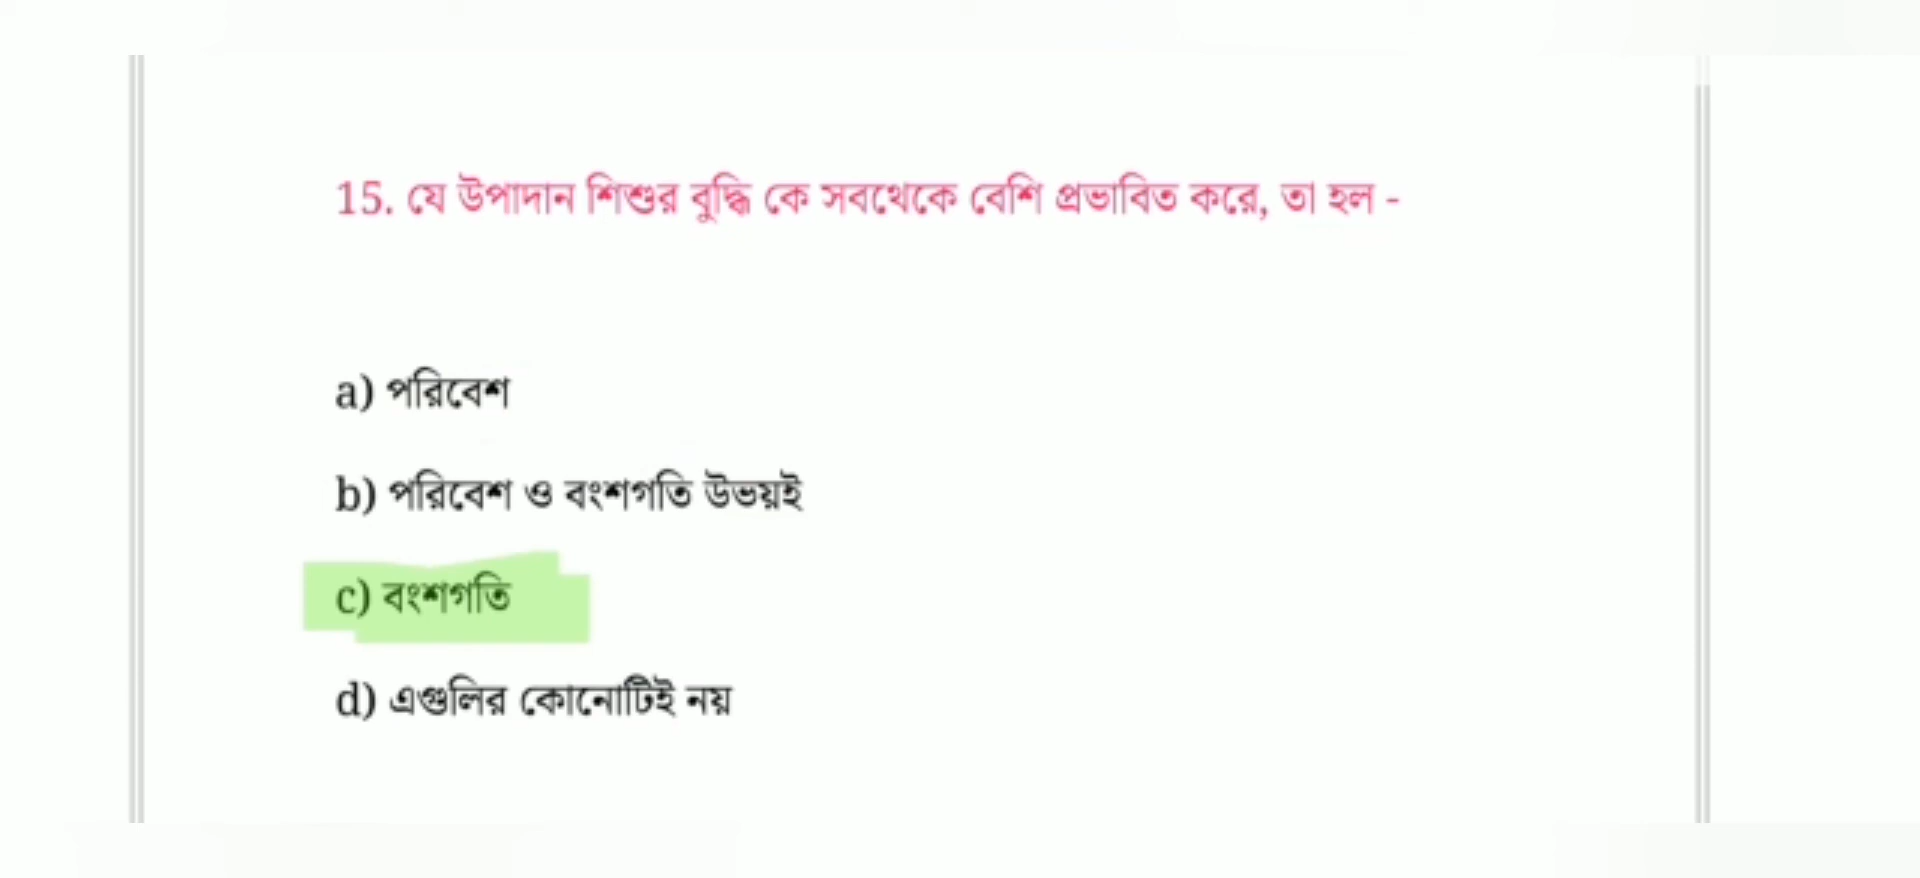 15. যে উপাদান শিশুর বুদ্ধি কে সবথেকে বেশি প্রভাবিত করে, তা হল -
a) পরিবেশ
b) পরিবেশ ও বংশগতি উভয়ই
c) বংশগতি
d) এগুলির কোনোটিই নয়